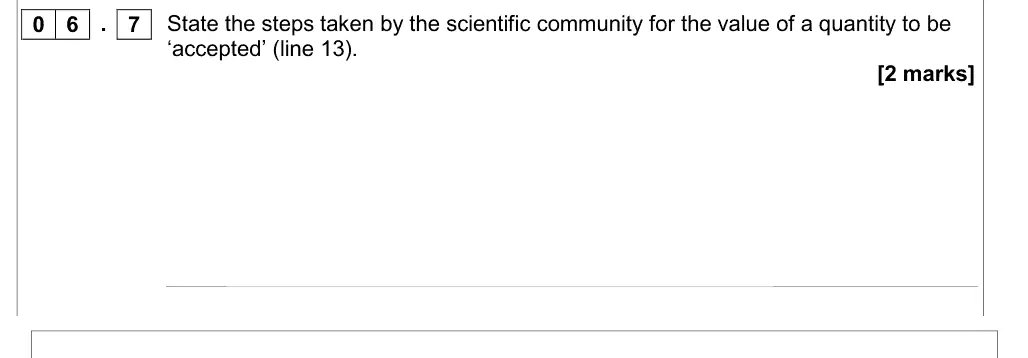 0 6 . 7 State the steps taken by the scientific community for the value of a quantity to be
‘accepted’ (line 13).
[2 marks]